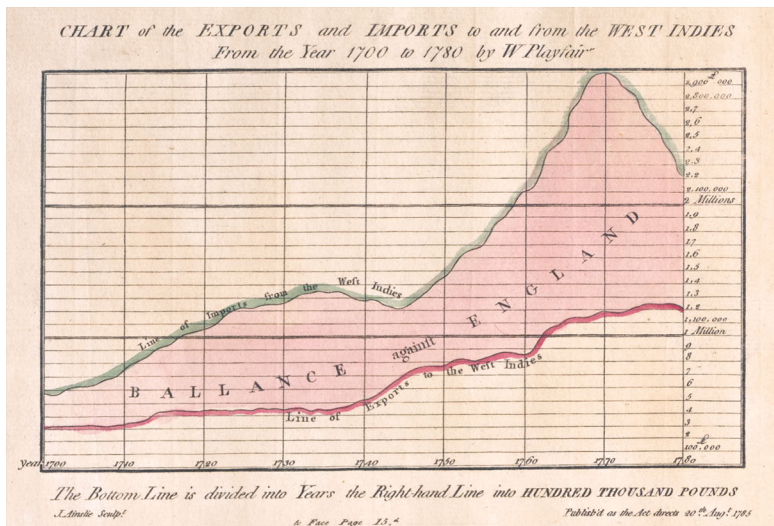 CHART of the EXPORTS and IMPORTS to and from the WEST INDIES
From the Year 1700 to 1780 by W Playfair
2,900 000
2,800,000
2,7
2,6
2,5
2,4
2,3
2,2
2,100,000
2 Millions
1,9
1,8
1,7
1,6
1,5
1,4
1,3
1,2
1,100,000
1 Million
9
8
7
6
5
4
3
2
£
100,000
Line of Imports from the West Indies
BALLANCE against ENGLAND
Line of Exports to the West Indies
Year 1700 1710 1720 1730 1740 1750 1760 1770 1780
The Bottom Line is divided into Years the Right-hand Line into HUNDRED THOUSAND POUNDS
J. Ainslie Sculpt.
Publish'd as the Act directs 20th. Augt. 1785
to Face Page 15.